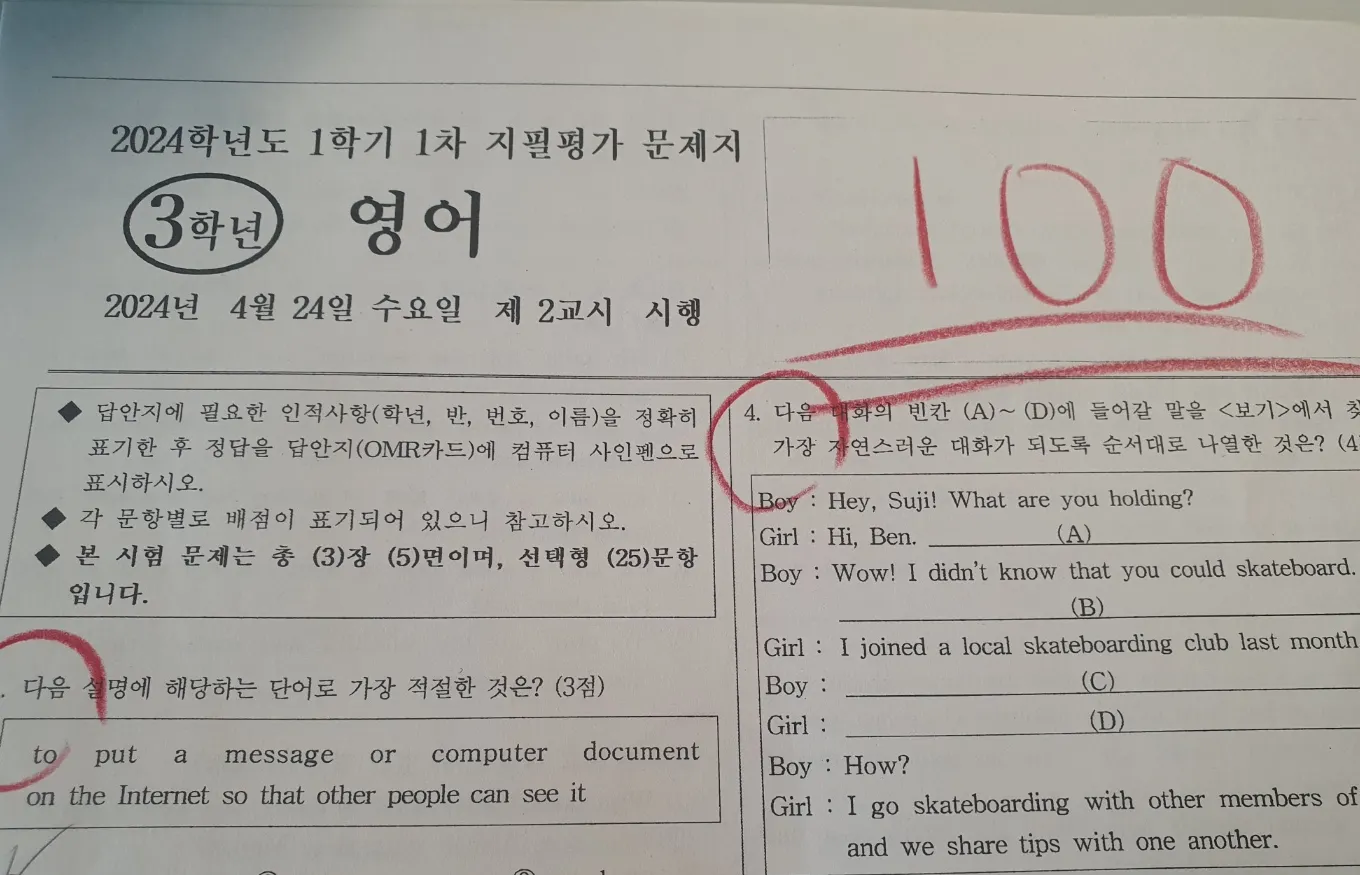 2024학년도 1학기 1차 지필평가 문제지
3학년 영어
2024년 4월 24일 수요일 제 2교시 시행
100
◆ 답안지에 필요한 인적사항(학년, 반, 번호, 이름)을 정확히
표기한 후 정답을 답안지(OMR카드)에 컴퓨터 사인펜으로
표시하시오.
◆ 각 문항별로 배점이 표기되어 있으니 참고하시오.
◆ 본 시험 문제는 총 (3)장 (5)면이며, 선택형 (25)문항
입니다.
. 다음 설명에 해당하는 단어로 가장 적절한 것은? (3점)
to put a message or computer document
on the Internet so that other people can see it
4. 다음 대화의 빈칸 (A)~(D)에 들어갈 말을 <보기>에서
가장 자연스러운 대화가 되도록 순서대로 나열한 것은? (4
Boy : Hey, Suji! What are you holding?
Girl : Hi, Ben. (A)
Boy : Wow! I didn't know that you could skateboard.
(B)
Girl : I joined a local skateboarding club last month
Boy : (C)
Girl : (D)
Boy : How?
Girl : I go skateboarding with other members of
and we share tips with one another.